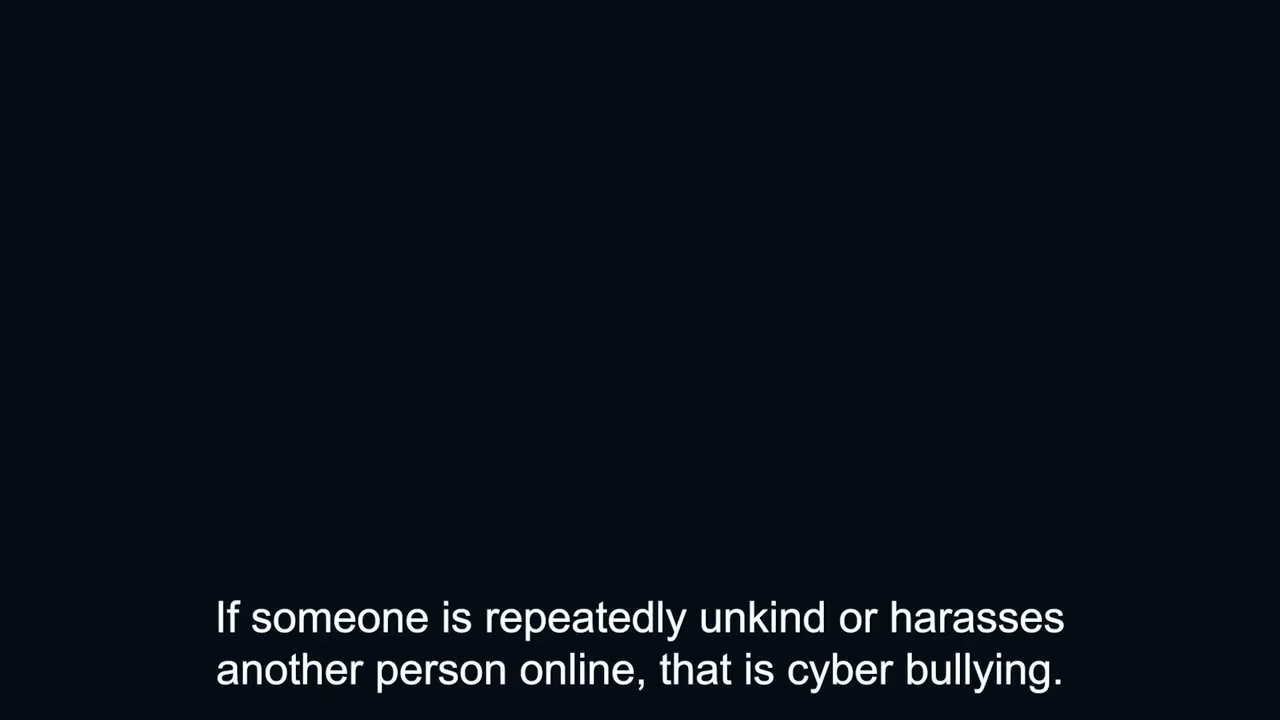 If someone is repeatedly unkind or harasses
another person online, that is cyber bullying.